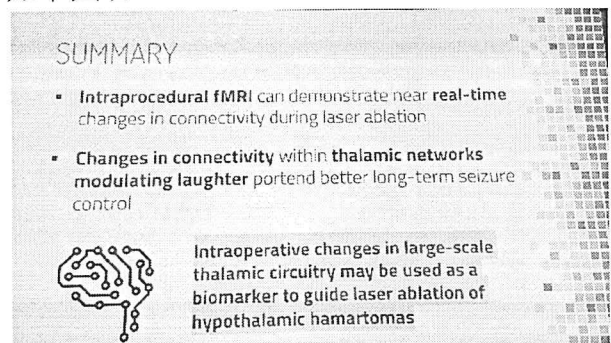 SUMMARY
▪ Intraprocedural fMRI can demonstrate near real-time
changes in connectivity during laser ablation
▪ Changes in connectivity within thalamic networks
modulating laughter portend better long-term seizure
control
Intraoperative changes in large-scale
thalamic circuitry may be used as a
biomarker to guide laser ablation of
hypothalamic hamartomas